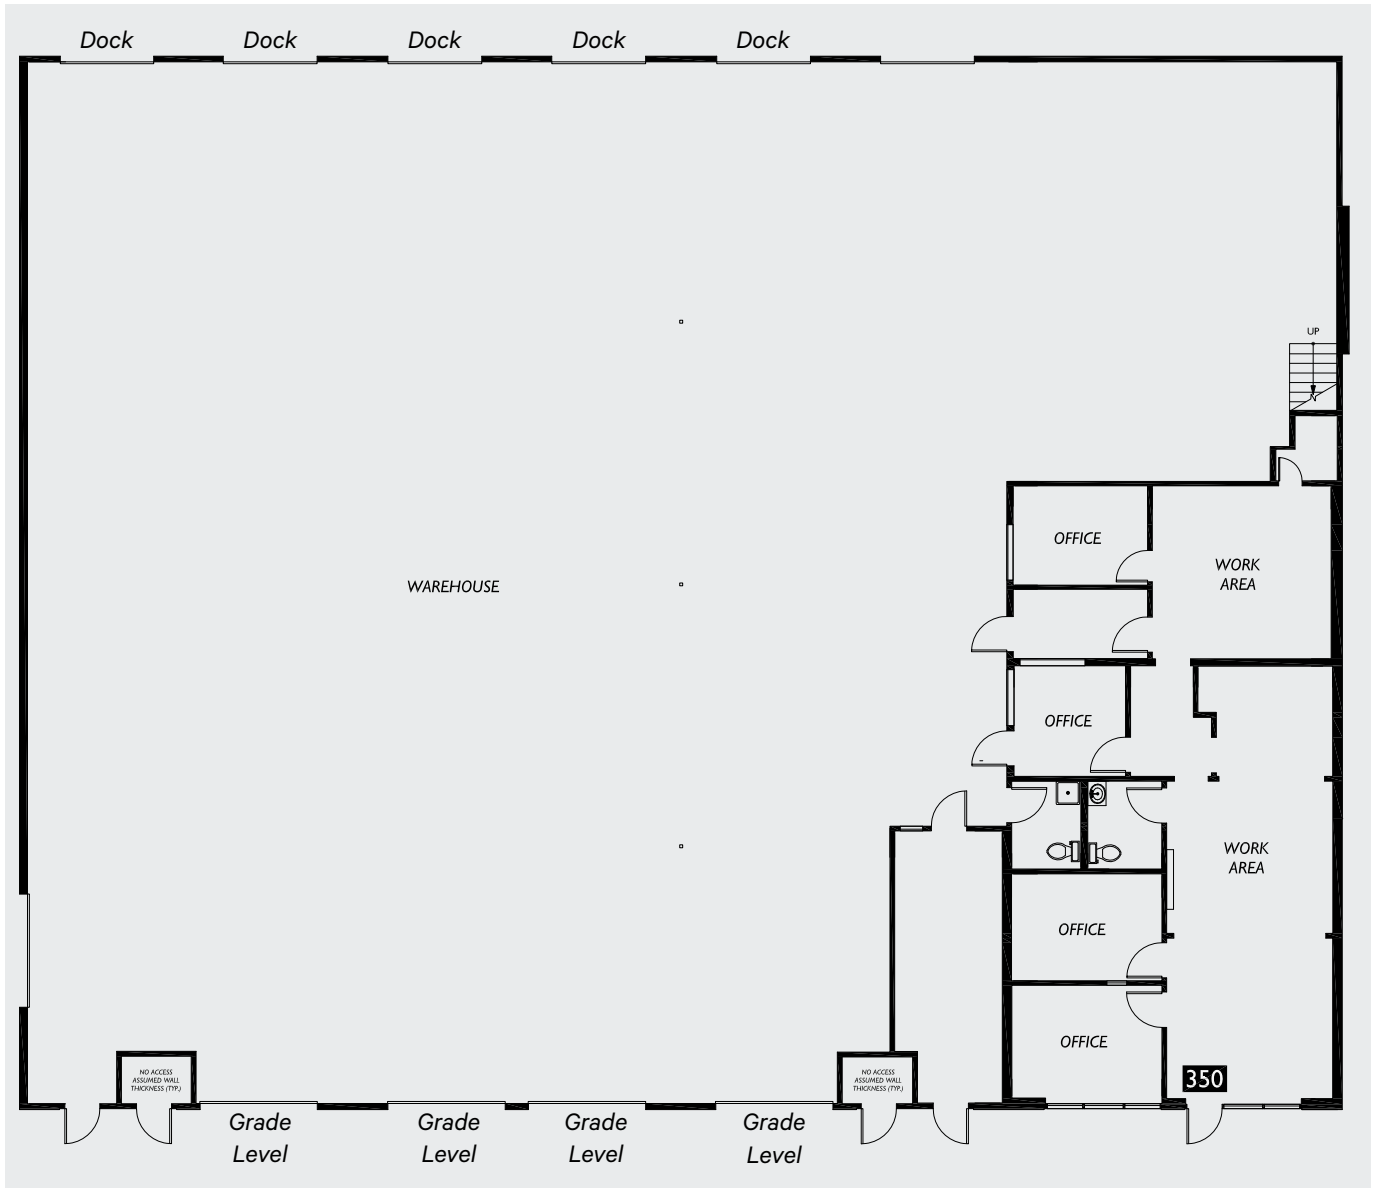 Dock
Dock
Dock
Dock
Dock
UP
OFFICE
WORK
AREA
WAREHOUSE
OFFICE
WORK
AREA
OFFICE
OFFICE
NO ACCESS
ASSUMED WALL
THICKNESS (TYP.)
NO ACCESS
ASSUMED WALL
THICKNESS (TYP.)
350
Grade
Level
Grade
Level
Grade
Level
Grade
Level